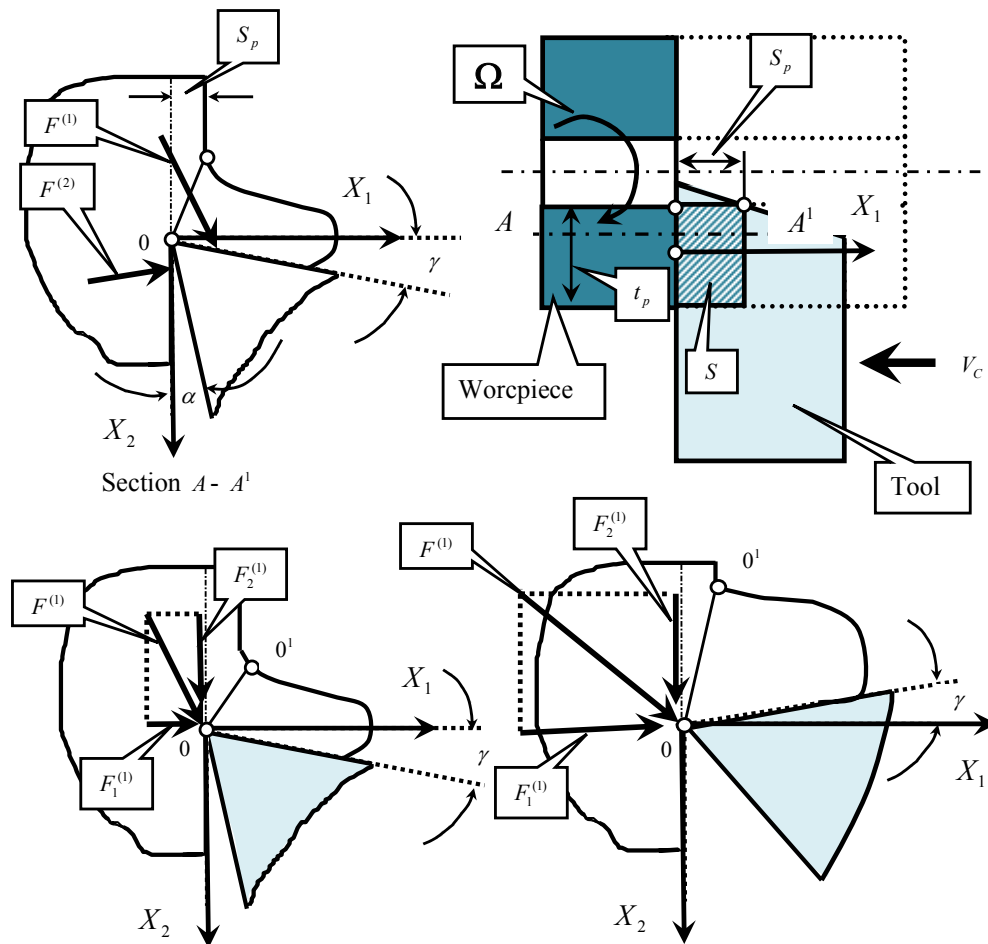 S_p
F^(1)
F^(2)
X_1
0
γ
α
X_2
Section A - A^1
Ω
S_p
A
A^1
X_1
t_p
S
V_C
Worcpiece
Tool
F^(1)
F_2^(1)
0^1
X_1
0
γ
F_1^(1)
X_2
F^(1)
F_2^(1)
0^1
γ
0
X_1
F_1^(1)
X_2